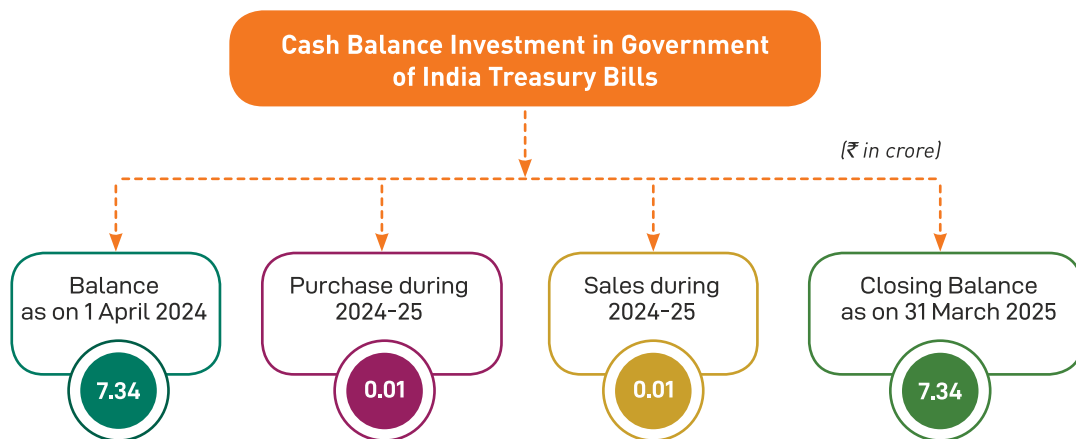 Cash Balance Investment in Government
of India Treasury Bills
(₹ in crore)
Balance
as on 1 April 2024
7.34
Purchase during
2024-25
0.01
Sales during
2024-25
0.01
Closing Balance
as on 31 March 2025
7.34